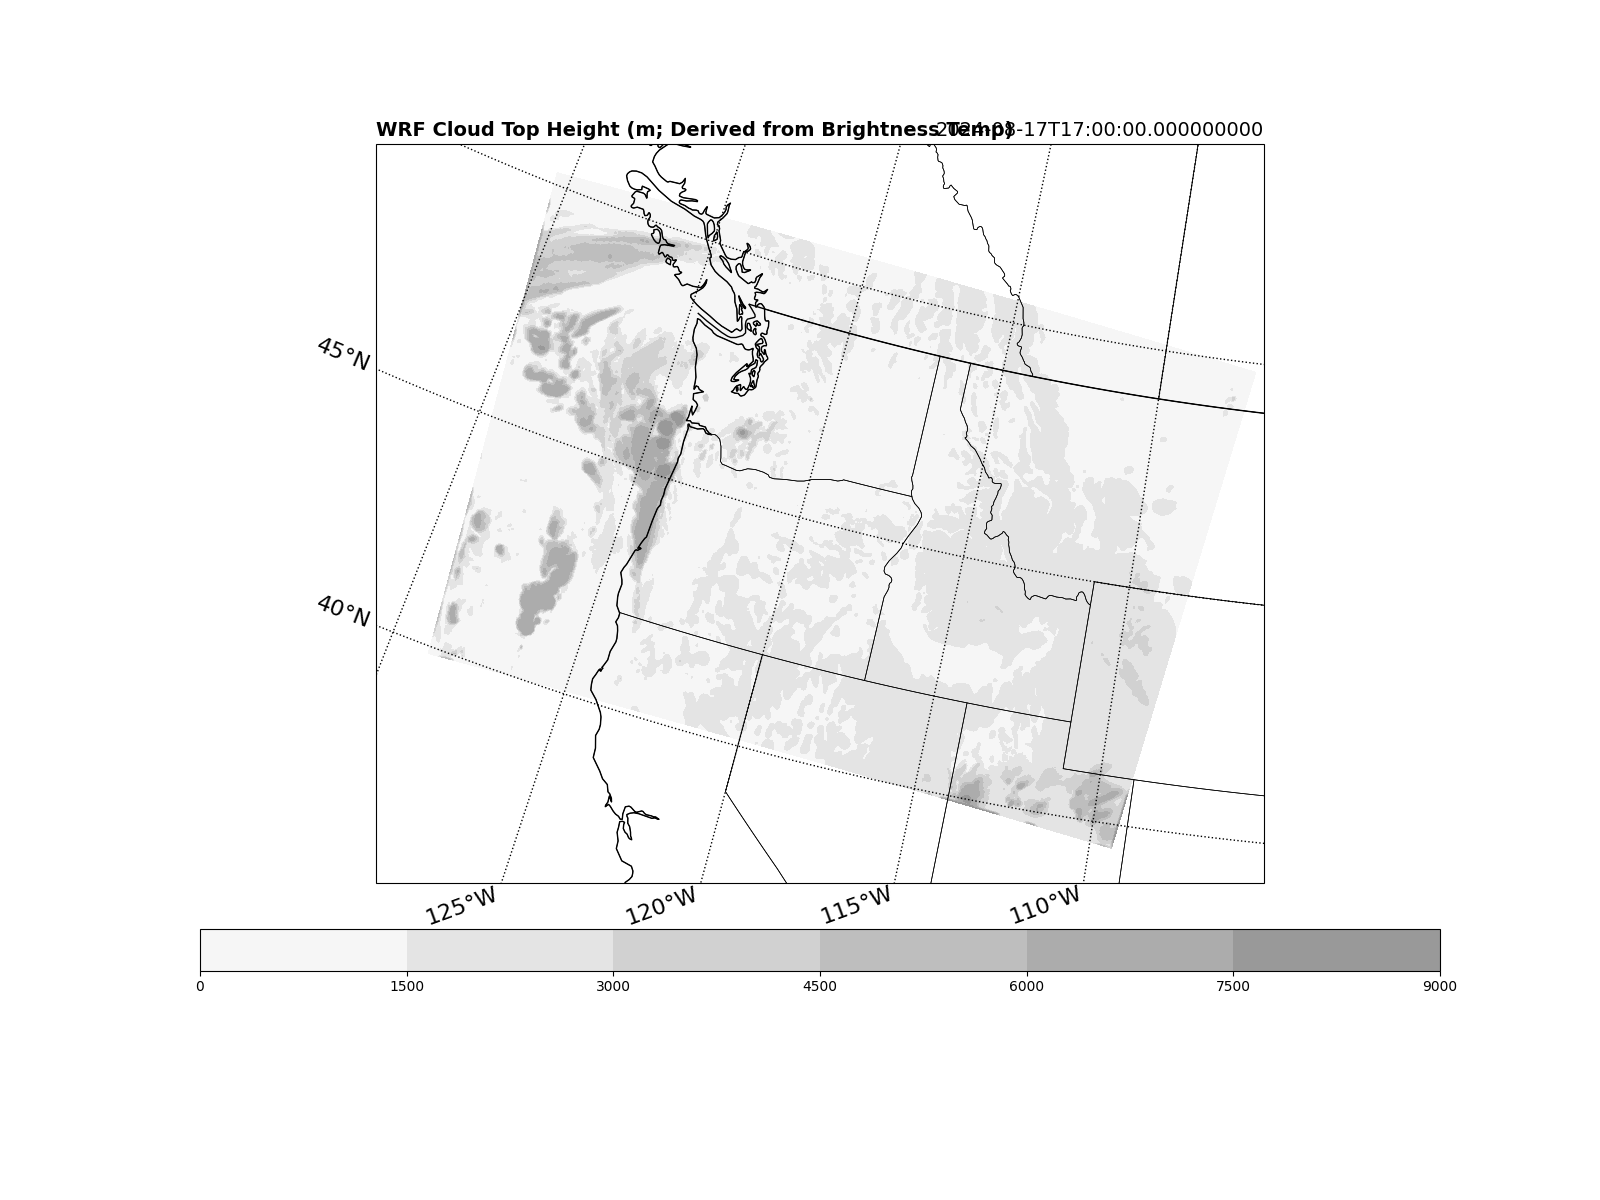 WRF Cloud Top Height (m; Derived from Brightness Temp) 2024-08-17T17:00:00.000000000
45°N
40°N
125°W 120°W 115°W 110°W
0 1500 3000 4500 6000 7500 9000